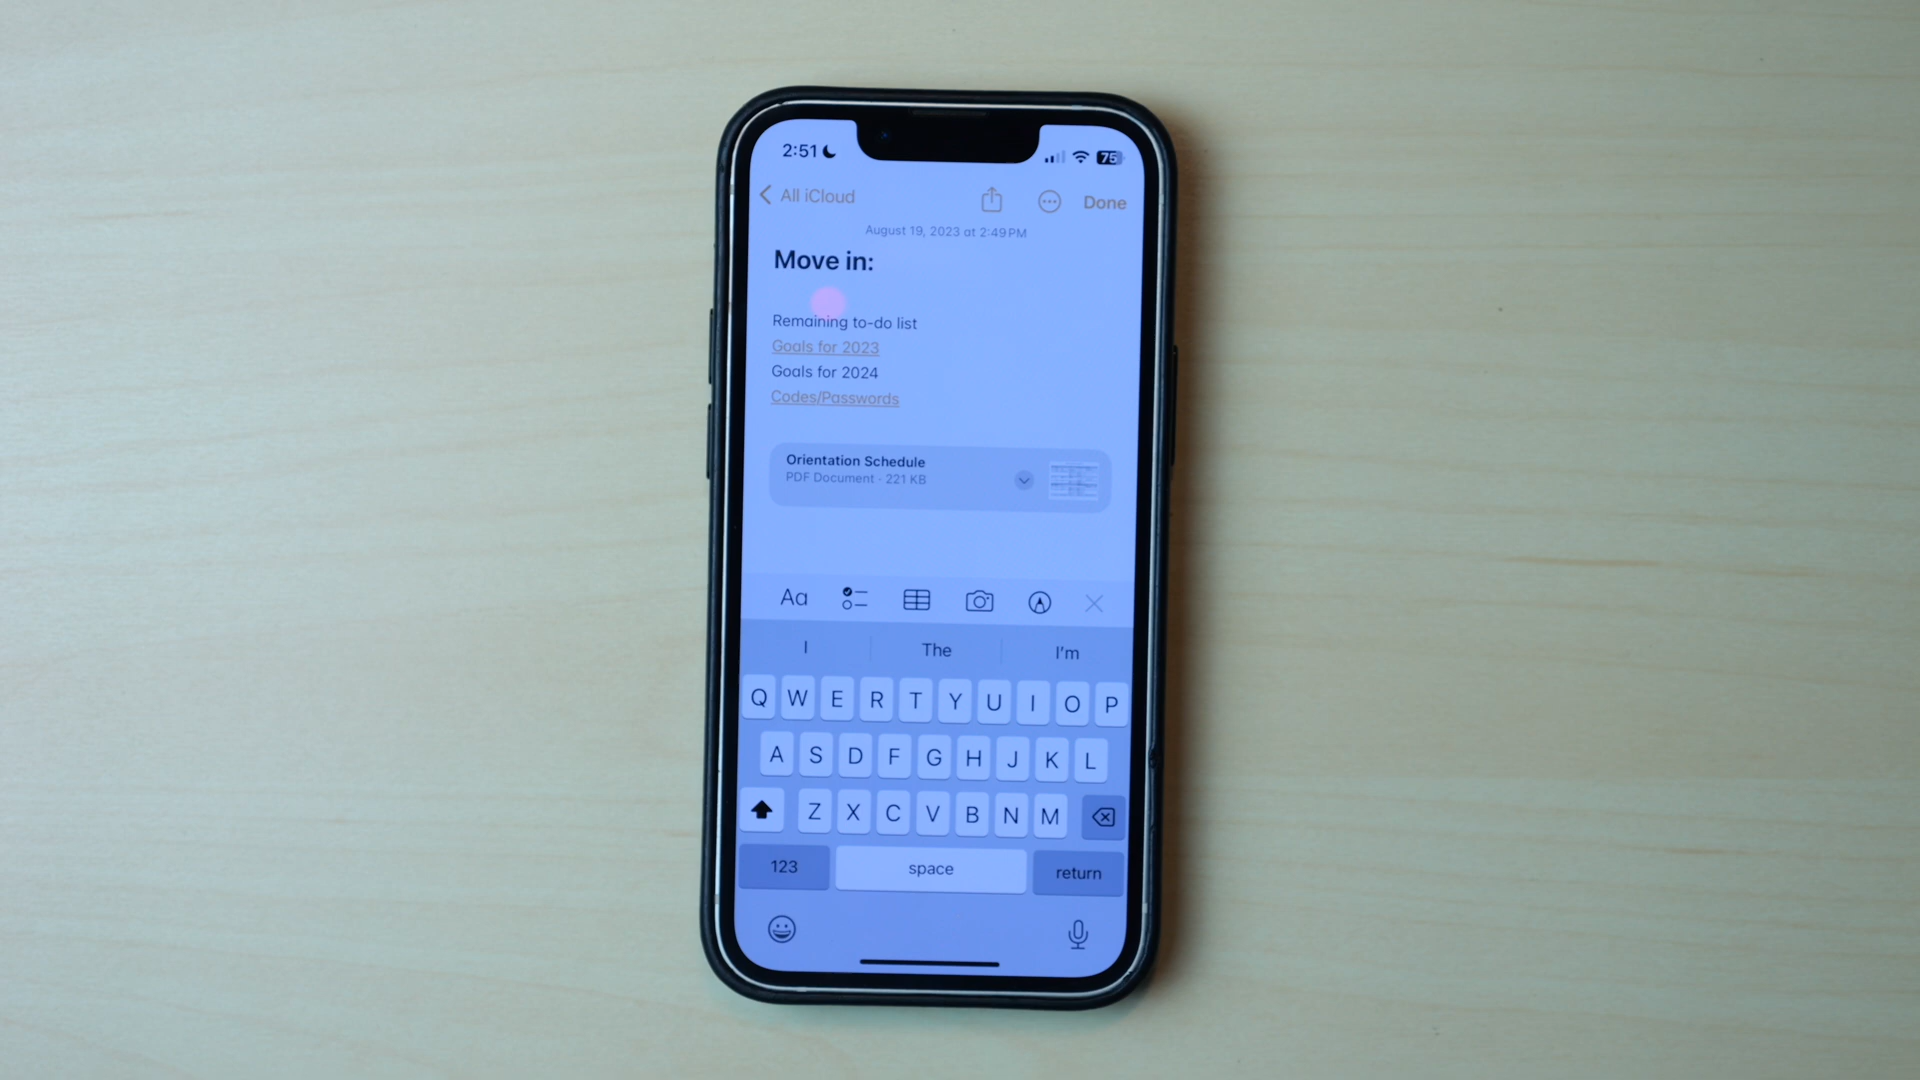 2:51
75
All iCloud
Done
August 19, 2023 at 2:49 PM
Move in:
Remaining to-do list
Goals for 2023
Goals for 2024
Codes/Passwords
Orientation Schedule
PDF Document · 221 KB
Aa
I The I'm
Q W E R T Y U I O P
A S D F G H J K L
Z X C V B N M
123 space return